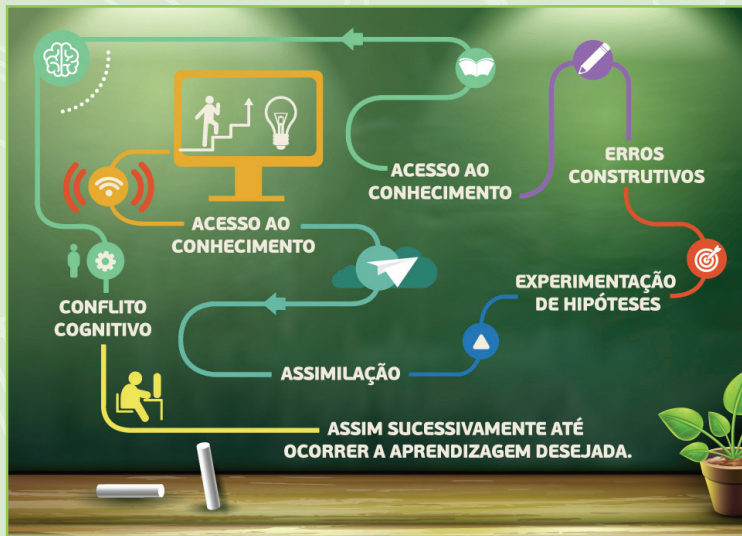 ACESSO AO
CONHECIMENTO
ERROS
CONSTRUTIVOS
ACESSO AO
CONHECIMENTO
EXPERIMENTAÇÃO
DE HIPÓTESES
CONFLITO
COGNITIVO
ASSIMILAÇÃO
ASSIM SUCESSIVAMENTE ATÉ
OCORRER A APRENDIZAGEM DESEJADA.